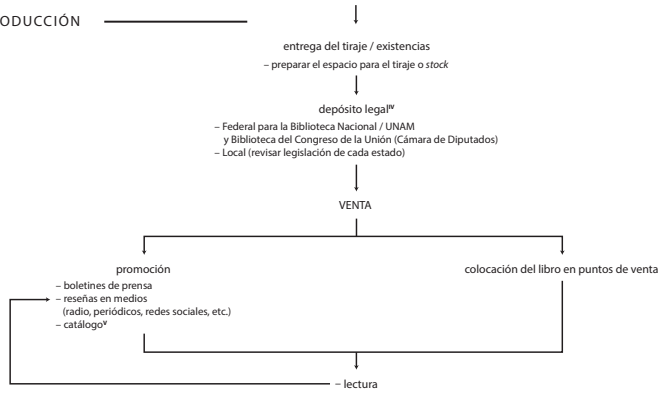 ODUCCIÓN
entrega del tiraje / existencias
– preparar el espacio para el tiraje o stock
depósito legalᴵⱽ
– Federal para la Biblioteca Nacional / UNAM
y Biblioteca del Congreso de la Unión (Cámara de Diputados)
– Local (revisar legislación de cada estado)
VENTA
promoción
– boletines de prensa
– reseñas en medios
(radio, periódicos, redes sociales, etc.)
– catálogoⱽ
colocación del libro en puntos de venta
– lectura